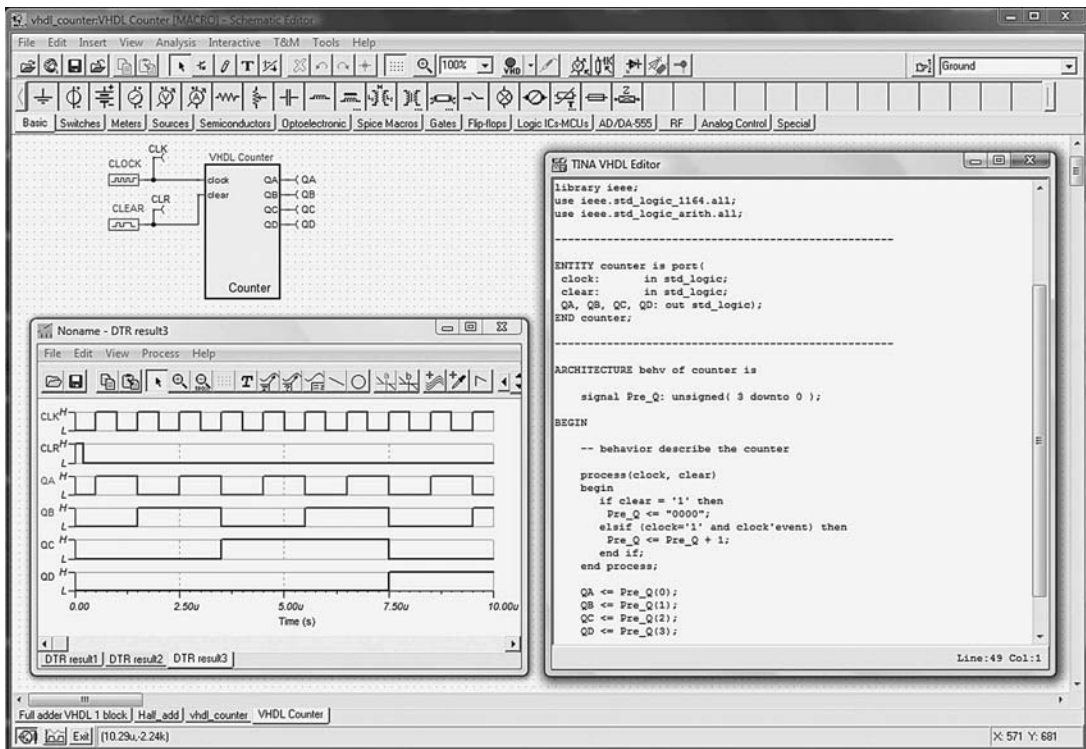 vhdl_counter:VHDL Counter [MACRO] - Schematic Editor
File Edit Insert View Analysis Interactive T&M Tools Help
100%
VHD
Ground
Basic Switches Meters Sources Semiconductors Optoelectronic Spice Macros Gates Flip-flops Logic ICs-MCUs AD/DA-555 RF Analog Control Special
CLK
CLOCK
VHDL Counter
clock QA QA
CLR
clear QB QB
CLEAR
QC QC
QD QD
Counter
Noname - DTR result3
File Edit View Process Help
CLK H
L
CLR H
L
QA H
L
QB H
L
QC H
L
QD H
L
0.00 2.50u 5.00u 7.50u 10.00u
Time (s)
DTR result1 DTR result2 DTR result3
TINA VHDL Editor
library ieee;
use ieee.std_logic_1164.all;
use ieee.std_logic_arith.all;
----------------------------------------------------
ENTITY counter is port(
clock: in std_logic;
clear: in std_logic;
QA, QB, QC, QD: out std_logic);
END counter;
----------------------------------------------------
ARCHITECTURE behv of counter is
signal Pre_Q: unsigned( 3 downto 0 );
BEGIN
-- behavior describe the counter
process(clock, clear)
begin
if clear = '1' then
Pre_Q <= "0000";
elsif (clock='1' and clock'event) then
Pre_Q <= Pre_Q + 1;
end if;
end process;
QA <= Pre_Q(0);
QB <= Pre_Q(1);
QC <= Pre_Q(2);
QD <= Pre_Q(3);
Line:49 Col:1
Full adder VHDL 1 block Half_add vhdl_counter VHDL Counter
Exit (10.29u,-2.24k) X: 571 Y: 681